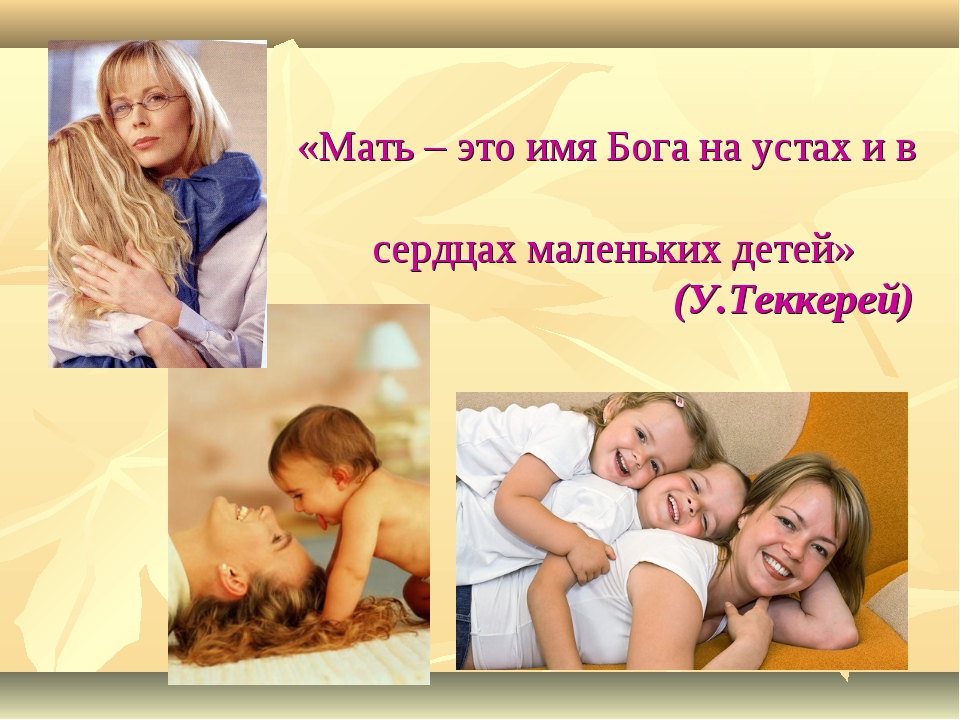 «Мать – это имя Бога на устах и в
сердцах маленьких детей»
(У.Теккерей)